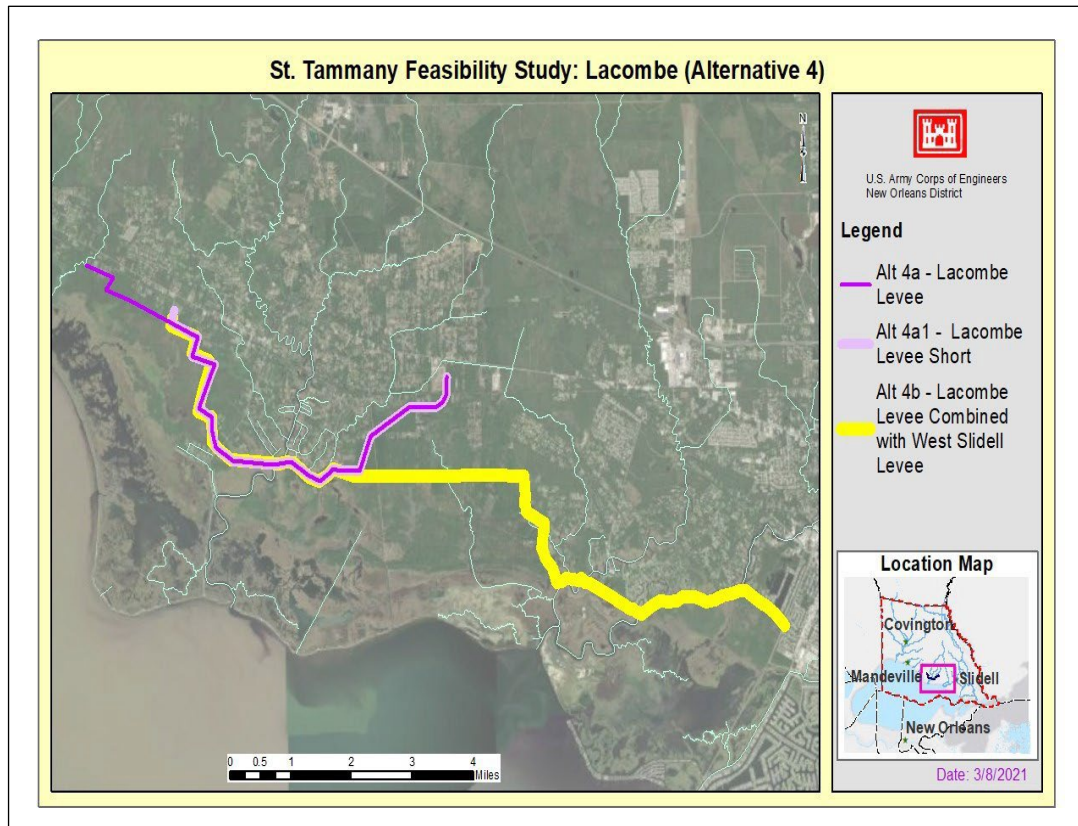 St. Tammany Feasibility Study: Lacombe (Alternative 4)
N
U.S. Army Corps of Engineers
New Orleans District
Legend
Alt 4a - Lacombe
Levee
Alt 4a1 - Lacombe
Levee Short
Alt 4b - Lacombe
Levee Combined
with West Slidell
Levee
Location Map
Covington
Mandeville
Slidell
New Orleans
0 0.5 1 2 3 4
Miles
Date: 3/8/2021